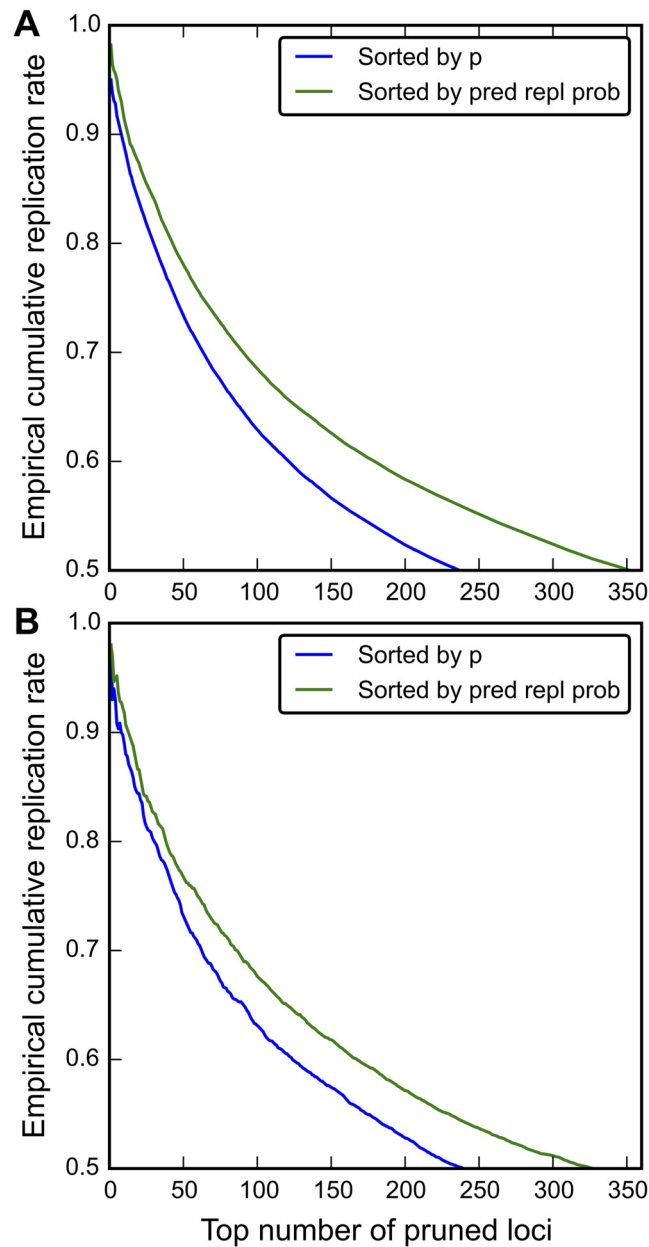 A
Empirical cumulative replication rate
1.0
0.9
0.8
0.7
0.6
0.5
Sorted by p
Sorted by pred repl prob
0 50 100 150 200 250 300 350
B
Empirical cumulative replication rate
1.0
0.9
0.8
0.7
0.6
0.5
Sorted by p
Sorted by pred repl prob
0 50 100 150 200 250 300 350
Top number of pruned loci